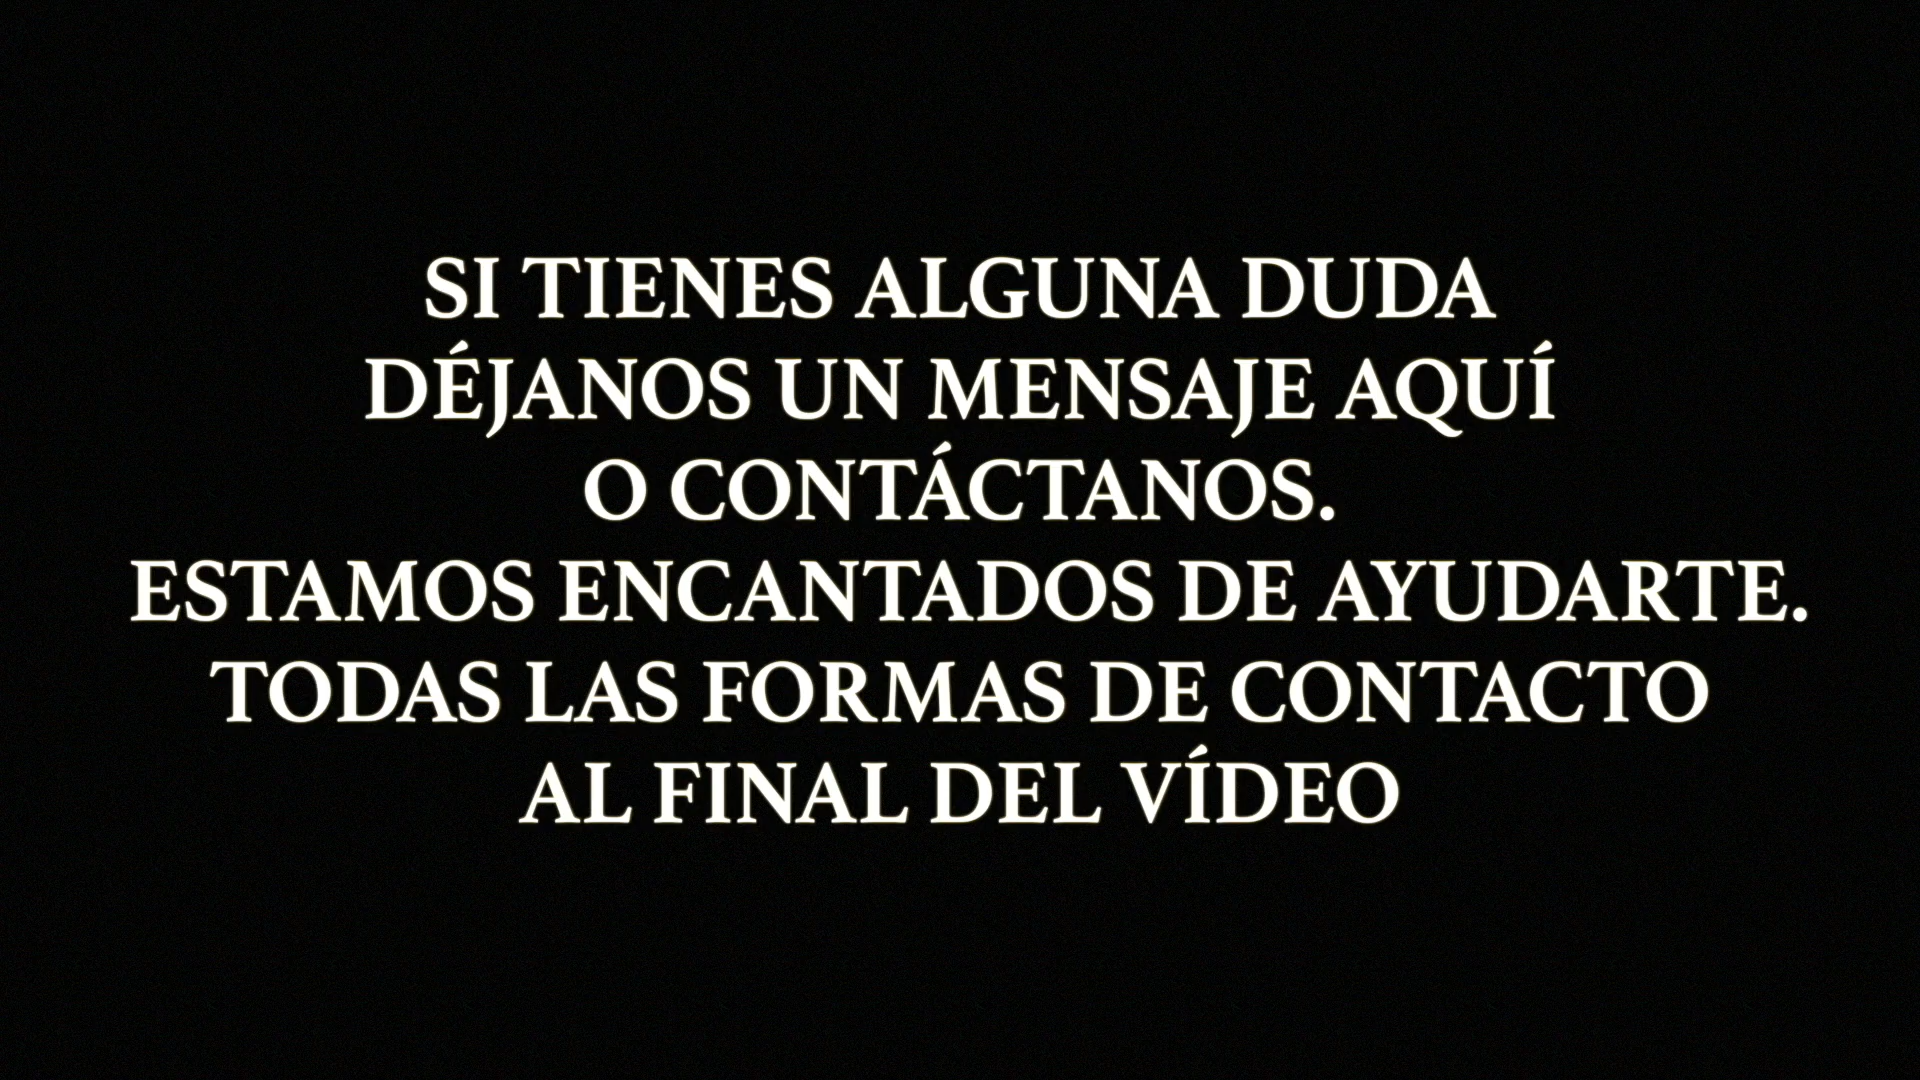 SI TIENES ALGUNA DUDA
DÉJANOS UN MENSAJE AQUÍ
O CONTÁCTANOS.
ESTAMOS ENCANTADOS DE AYUDARTE.
TODAS LAS FORMAS DE CONTACTO
AL FINAL DEL VÍDEO